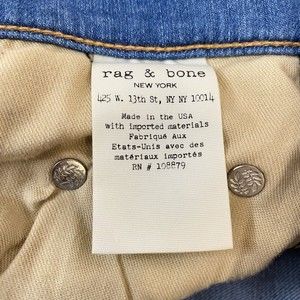 rag & bone
NEW YORK
425 W. 13th St, NY NY 10014
Made in the USA
with imported materials
Fabriqué Aux
Etats-Unis avec des
matériaux importés
RN # 108879